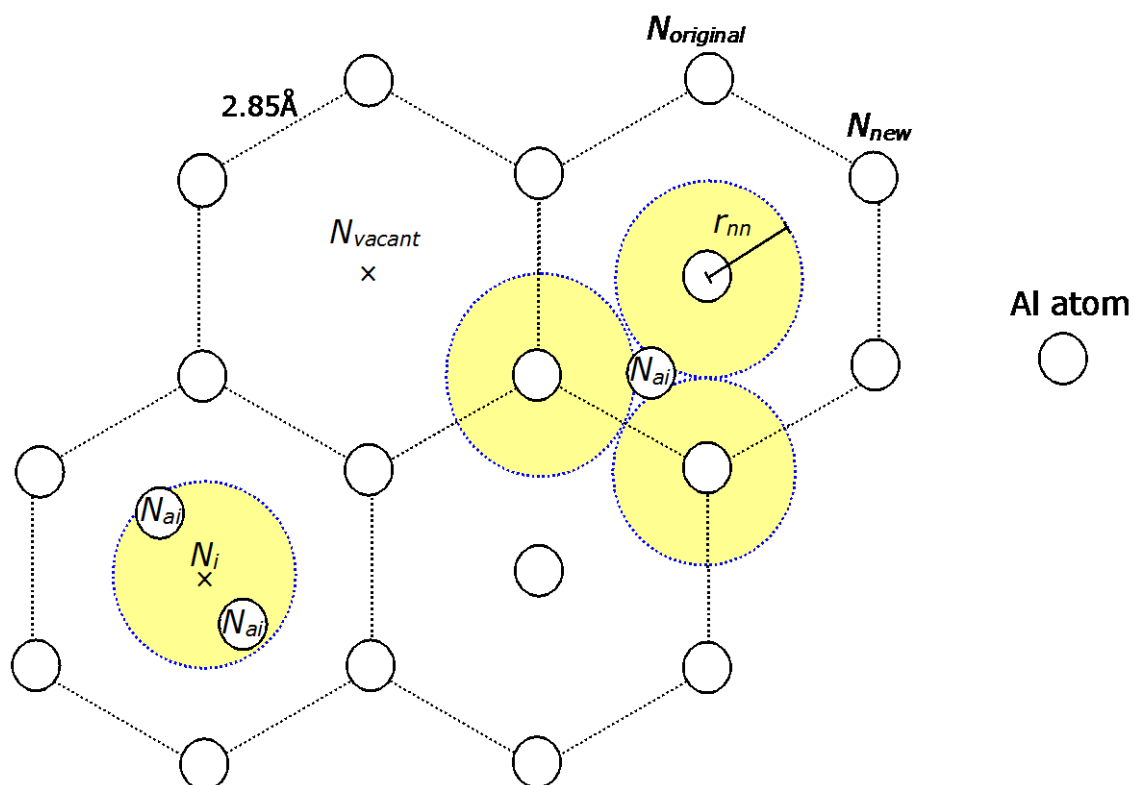 N_original
2.85Å
N_new
N_vacant
r_nn
Al atom
N_ai
N_ai
N_i
N_ai